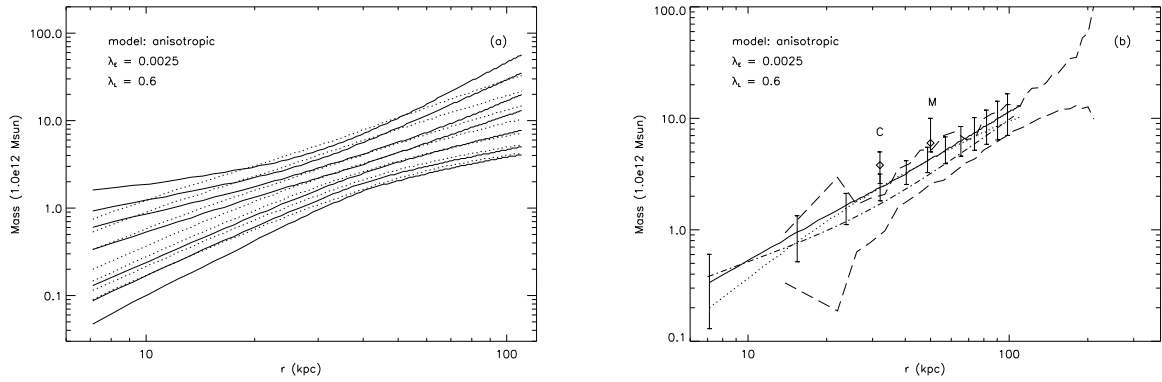 100.0
10.0
1.0
0.1
Mass (1.0e12 Msun)
model: anisotropic
λE = 0.0025
λL = 0.6
(a)
10
100
r (kpc)
100.0
10.0
1.0
0.1
Mass (1.0e12 Msun)
model: anisotropic
λE = 0.0025
λL = 0.6
(b)
M
C
10
100
r (kpc)